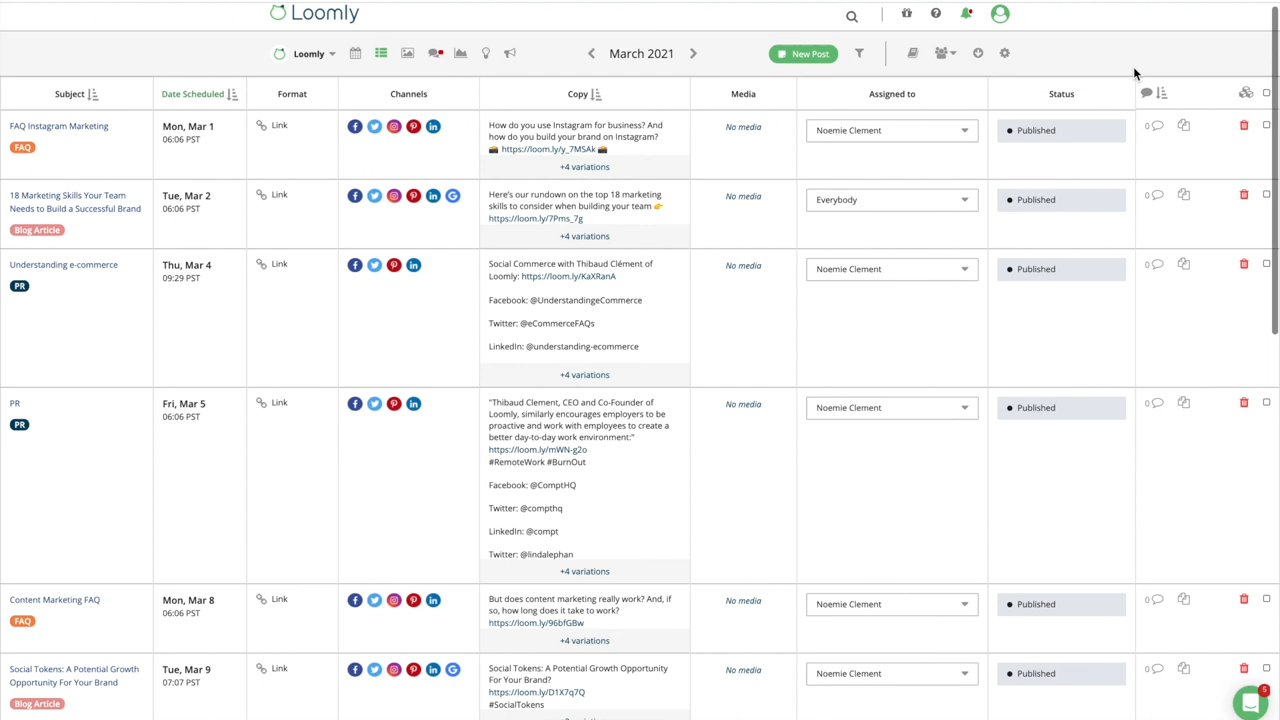 Loomly
Loomly
March 2021
New Post
Subject
Date Scheduled
Format
Channels
Copy
Media
Assigned to
Status
FAQ Instagram Marketing
FAQ
Mon, Mar 1
06:06 PST
Link
How do you use Instagram for business? And
how do you build your brand on Instagram?
📸 https://loom.ly/y_7MSAk 📸
+4 variations
No media
Noemie Clement
Published
0
18 Marketing Skills Your Team
Needs to Build a Successful Brand
Blog Article
Tue, Mar 2
06:06 PST
Link
Here's our rundown on the top 18 marketing
skills to consider when building your team 👉
https://loom.ly/7Pms_7g
+4 variations
No media
Everybody
Published
0
Understanding e-commerce
PR
Thu, Mar 4
09:29 PST
Link
Social Commerce with Thibaud Clément of
Loomly: https://loom.ly/KaXRanA
Facebook: @UnderstandingeCommerce
Twitter: @eCommerceFAQs
LinkedIn: @understanding-ecommerce
+4 variations
No media
Noemie Clement
Published
0
PR
PR
Fri, Mar 5
06:06 PST
Link
"Thibaud Clement, CEO and Co-Founder of
Loomly, similarly encourages employers to be
proactive and work with employees to create a
better day-to-day work environment:"
https://loom.ly/mWN-g2o
#RemoteWork #BurnOut
Facebook: @ComptHQ
Twitter: @compthq
LinkedIn: @compt
Twitter: @lindalephan
+4 variations
No media
Noemie Clement
Published
0
Content Marketing FAQ
FAQ
Mon, Mar 8
06:06 PST
Link
But does content marketing really work? And, if
so, how long does it take to work?
https://loom.ly/96bfGBw
+4 variations
No media
Noemie Clement
Published
0
Social Tokens: A Potential Growth
Opportunity For Your Brand
Blog Article
Tue, Mar 9
07:07 PST
Link
Social Tokens: A Potential Growth Opportunity
For Your Brand?
https://loom.ly/D1X7q7Q
#SocialTokens
No media
Noemie Clement
Published
0
5